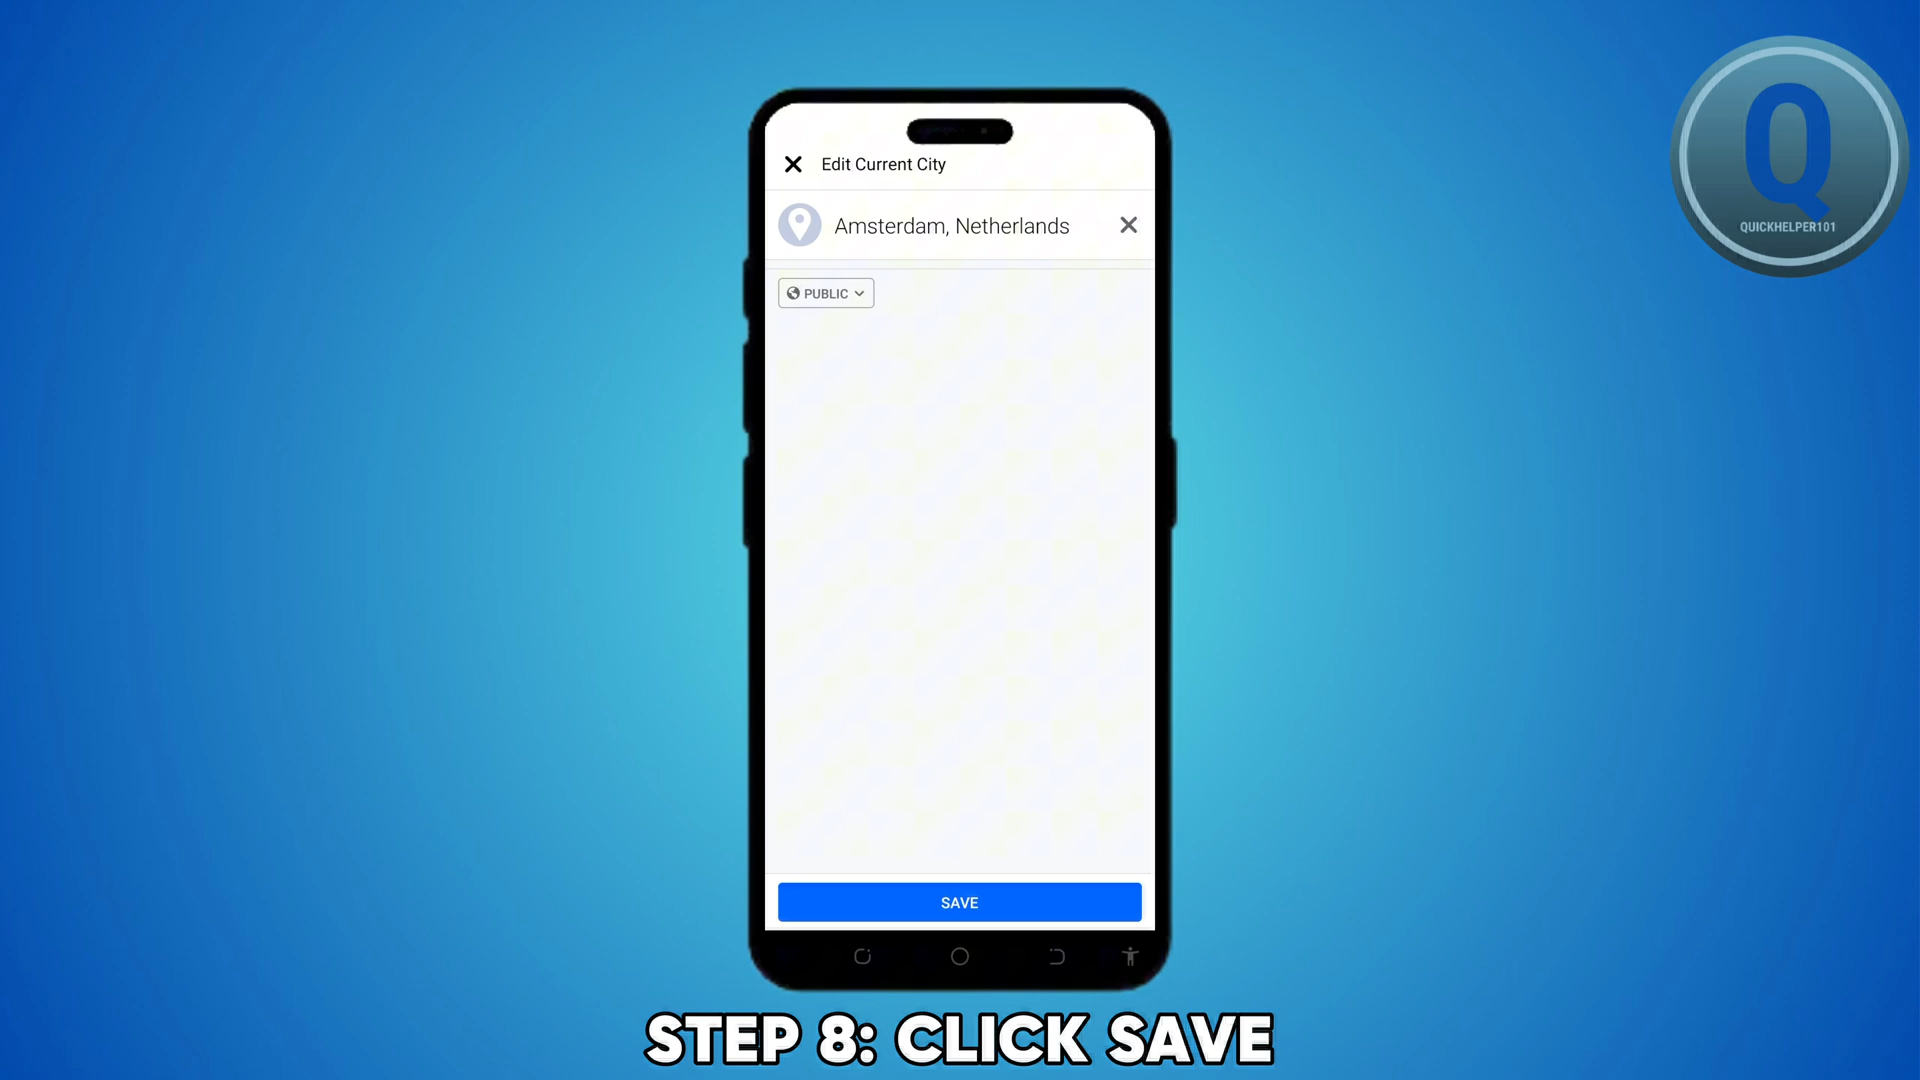 Edit Current City
Amsterdam, Netherlands
PUBLIC
SAVE
Q
QUICKHELPER101
STEP 8: CLICK SAVE